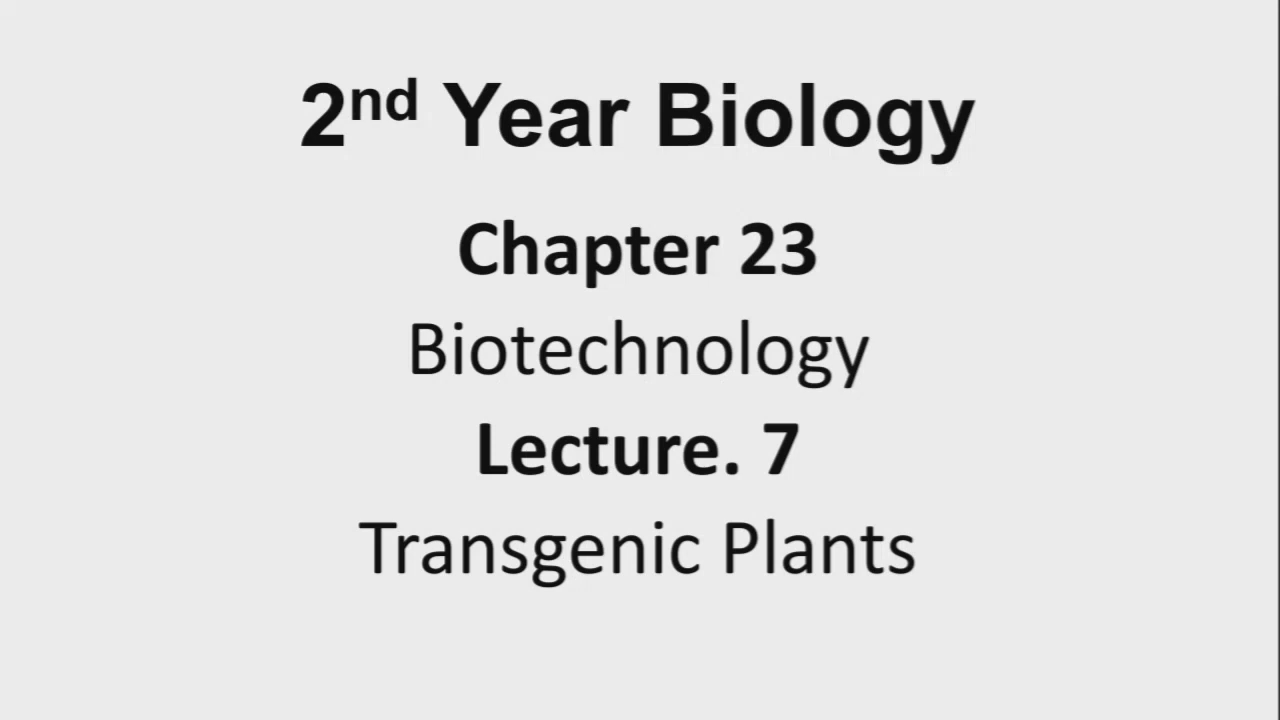 2nd Year Biology
Chapter 23
Biotechnology
Lecture. 7
Transgenic Plants